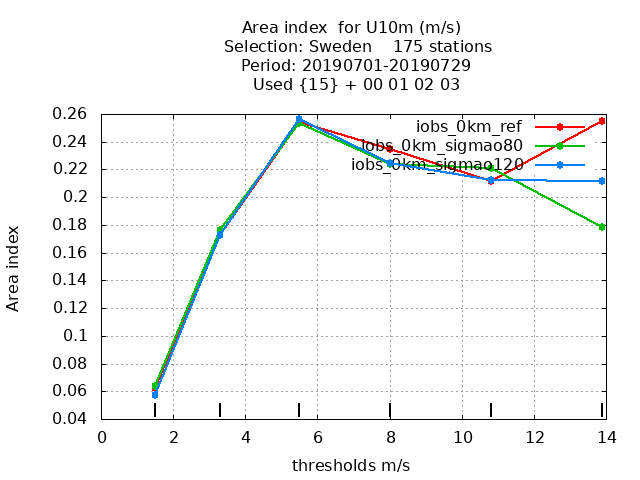 Area index  for U10m (m/s)
Selection: Sweden    175 stations
Period: 20190701-20190729
Used {15} + 00 01 02 03
0.26
iobs_0km_ref
0.24
iobs_0km_sigmao80
0.22
iobs_0km_sigmao120
0.2
0.18
0.16
0.14
0.12
0.1
0.08
0.06
0.04
Area index
0 2 4 6 8 10 12 14
thresholds m/s